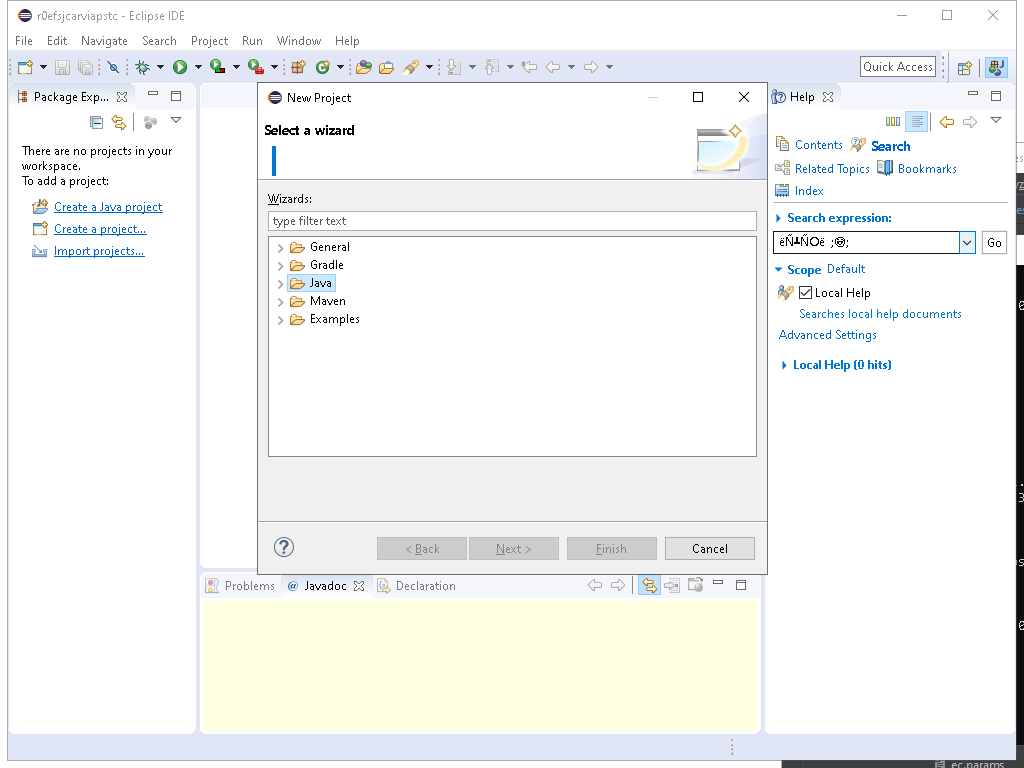 r0efsjcarviapstc - Eclipse IDE
File Edit Navigate Search Project Run Window Help
Quick Access
Package Exp...
There are no projects in your
workspace.
To add a project:
Create a Java project
Create a project...
Import projects...
New Project
Select a wizard
Wizards:
type filter text
General
Gradle
Java
Maven
Examples
< Back Next > Finish Cancel
Help
Contents Search
Related Topics Bookmarks
Index
Search expression:
Go
Scope Default
Local Help
Searches local help documents
Advanced Settings
Local Help (0 hits)
Problems @ Javadoc Declaration
ec.params